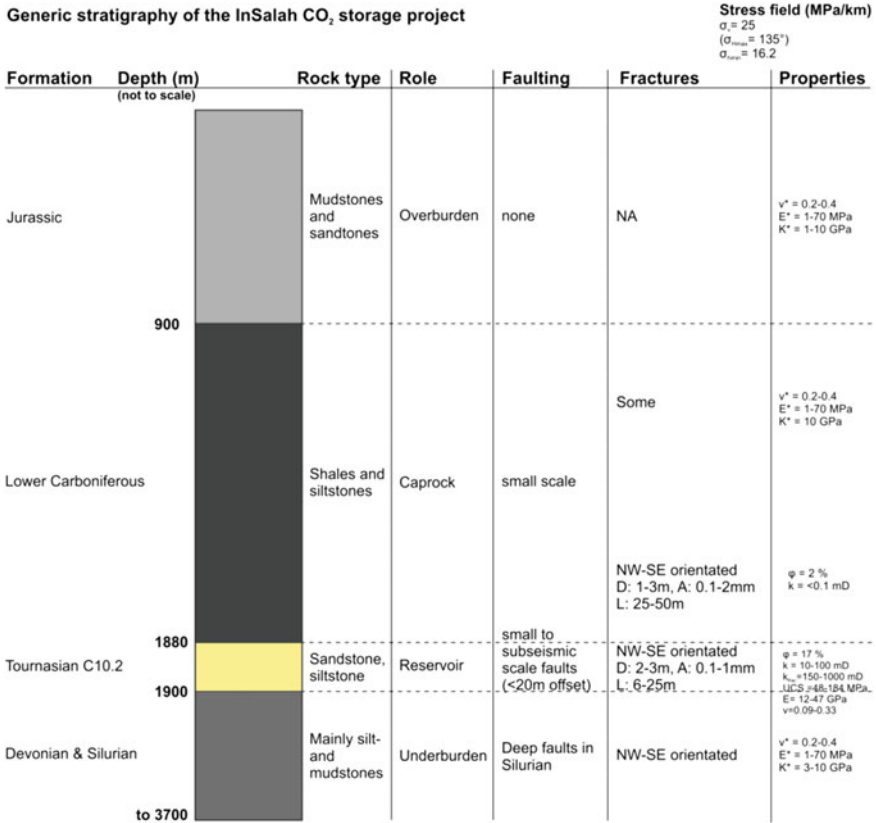 Generic stratigraphy of the InSalah CO₂ storage project
Stress field (MPa/km)
σᵥ= 25
(σHmax= 135°)
σhmin= 16.2
Formation Depth (m) Rock type Role Faulting Fractures Properties
(not to scale)
Jurassic
Mudstones
and
sandtones
Overburden
none
NA
v* = 0.2-0.4
E* = 1-70 MPa
K* = 1-10 GPa
900
Lower Carboniferous
Shales and
siltstones
Caprock
small scale
Some
v* = 0.2-0.4
E* = 1-70 MPa
K* = 10 GPa
NW-SE orientated
D: 1-3m, A: 0.1-2mm
L: 25-50m
φ = 2 %
k = <0.1 mD
1880
Tournasian C10.2
Sandstone,
siltstone
Reservoir
small to
subseismic
scale faults
(<20m offset)
NW-SE orientated
D: 2-3m, A: 0.1-1mm
L: 6-25m
φ = 17 %
k = 10-100 mD
=150-1000 mD
UCS =48-184 MPa
E= 12-47 GPa
v=0.09-0.33
1900
Devonian & Silurian
Mainly silt-
and
mudstones
Underburden
Deep faults in
Silurian
NW-SE orientated
v* = 0.2-0.4
E* = 1-70 MPa
K* = 3-10 GPa
to 3700